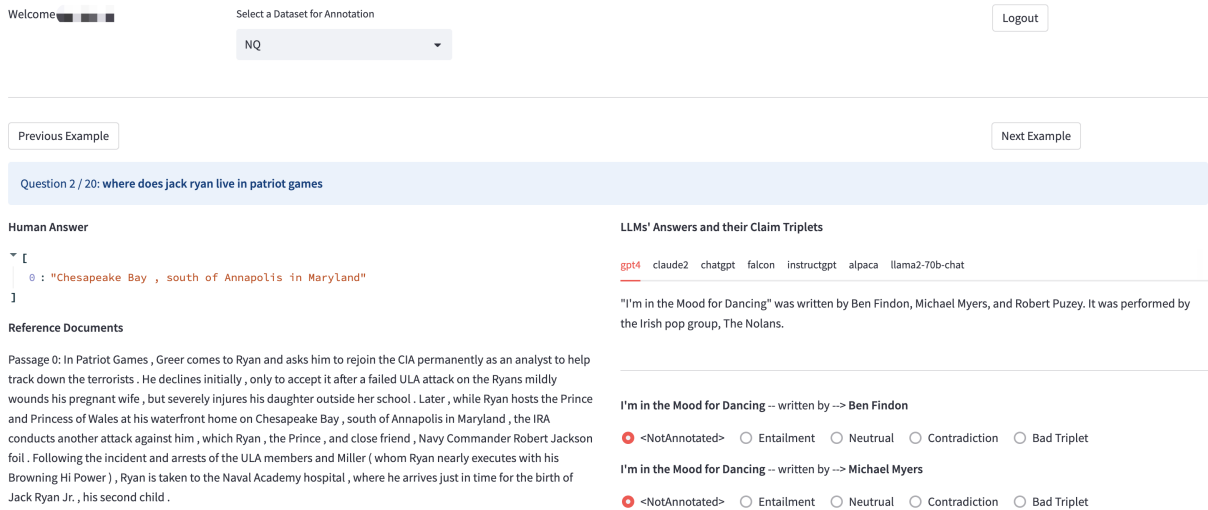 Welcome
Select a Dataset for Annotation
NQ
Logout
Previous Example
Next Example
Question 2 / 20: where does jack ryan live in patriot games
Human Answer
[
0 : "Chesapeake Bay , south of Annapolis in Maryland"
]
Reference Documents
Passage 0: In Patriot Games , Greer comes to Ryan and asks him to rejoin the CIA permanently as an analyst to help
track down the terrorists . He declines initially , only to accept it after a failed ULA attack on the Ryans mildly
wounds his pregnant wife , but severely injures his daughter outside her school . Later , while Ryan hosts the Prince
and Princess of Wales at his waterfront home on Chesapeake Bay , south of Annapolis in Maryland , the IRA
conducts another attack against him , which Ryan , the Prince , and close friend , Navy Commander Robert Jackson
foil . Following the incident and arrests of the ULA members and Miller ( whom Ryan nearly executes with his
Browning Hi Power ) , Ryan is taken to the Naval Academy hospital , where he arrives just in time for the birth of
Jack Ryan Jr. , his second child .
LLMs' Answers and their Claim Triplets
gpt4 claude2 chatgpt falcon instructgpt alpaca llama2-70b-chat
"I'm in the Mood for Dancing" was written by Ben Findon, Michael Myers, and Robert Puzey. It was performed by
the Irish pop group, The Nolans.
I'm in the Mood for Dancing -- written by --> Ben Findon
<NotAnnotated> Entailment Neutrual Contradiction Bad Triplet
I'm in the Mood for Dancing -- written by --> Michael Myers
<NotAnnotated> Entailment Neutrual Contradiction Bad Triplet